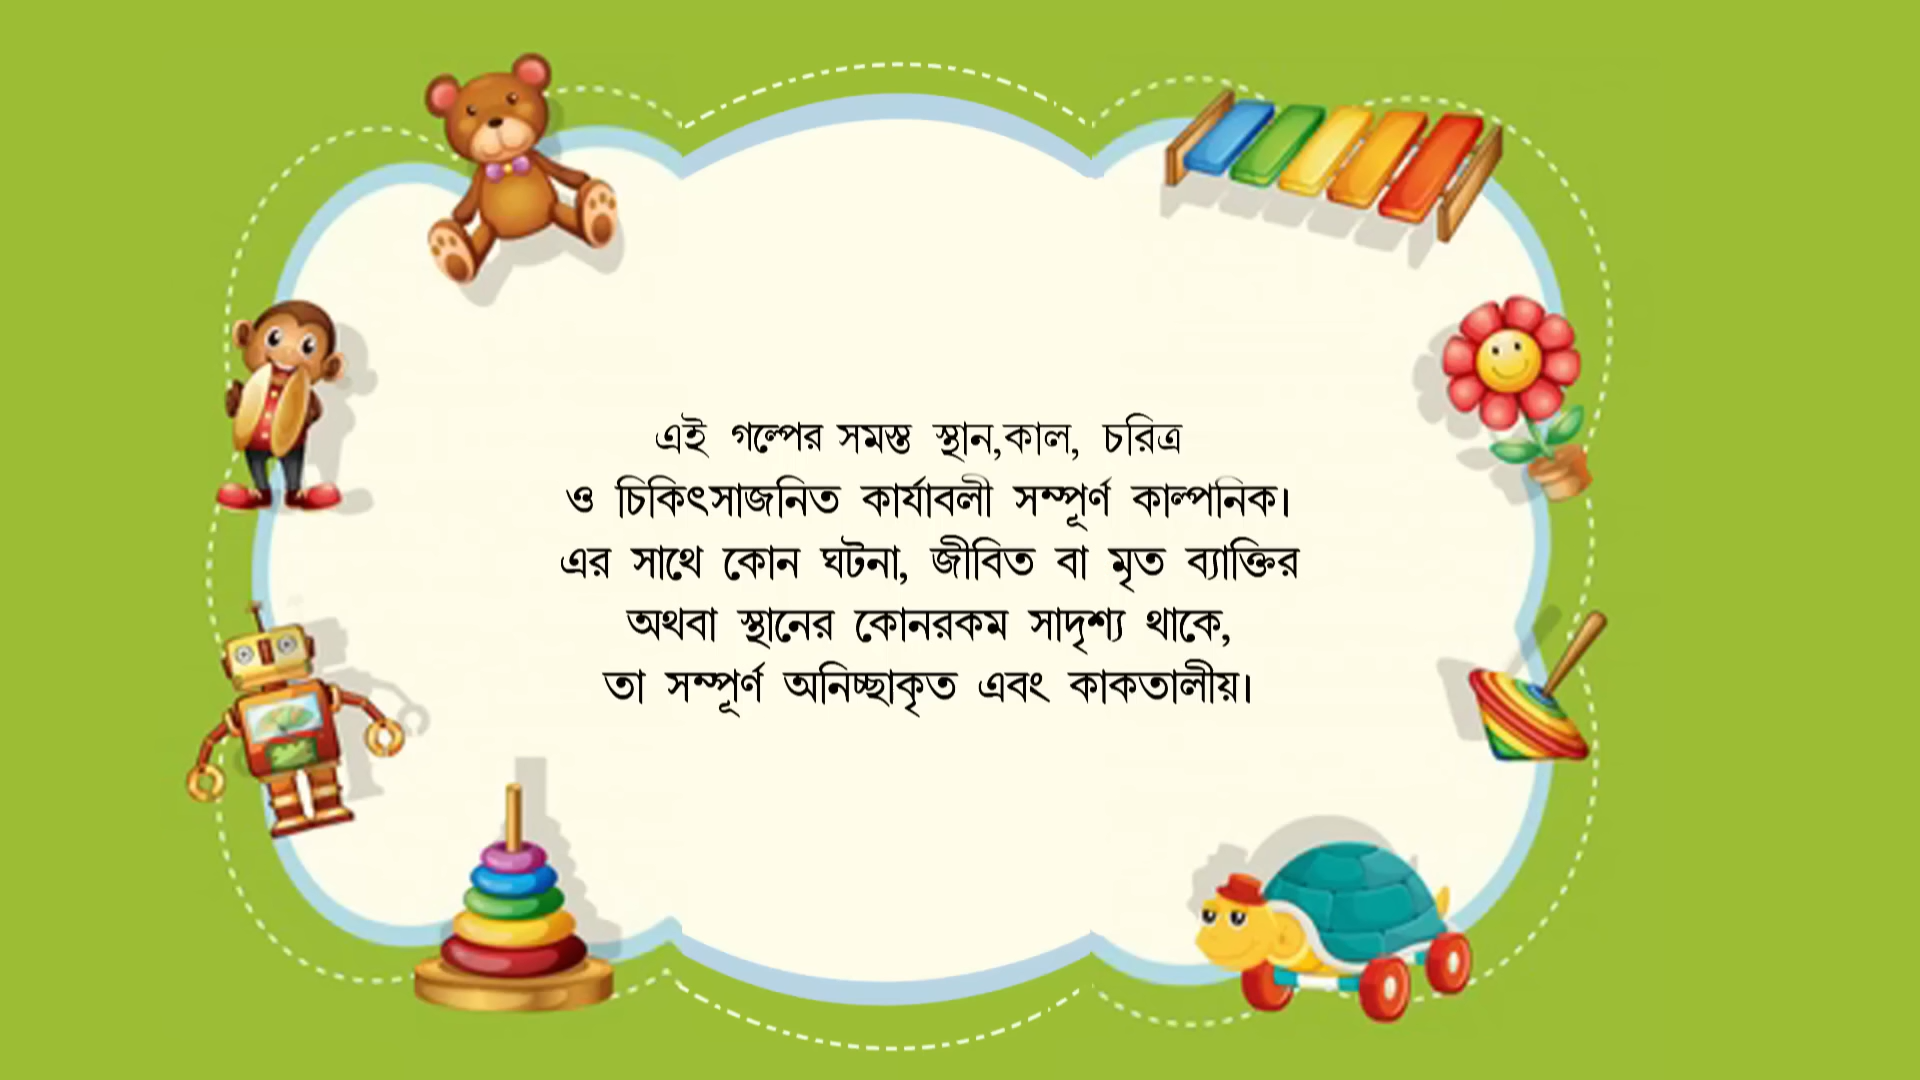 এই গল্পের সমস্ত স্থান,কাল, চরিত্র
ও চিকিৎসাজনিত কার্যাবলী সম্পূর্ণ কাল্পনিক।
এর সাথে কোন ঘটনা, জীবিত বা মৃত ব্যাক্তির
অথবা স্থানের কোনরকম সাদৃশ্য থাকে,
তা সম্পূর্ণ অনিচ্ছাকৃত এবং কাকতালীয়।